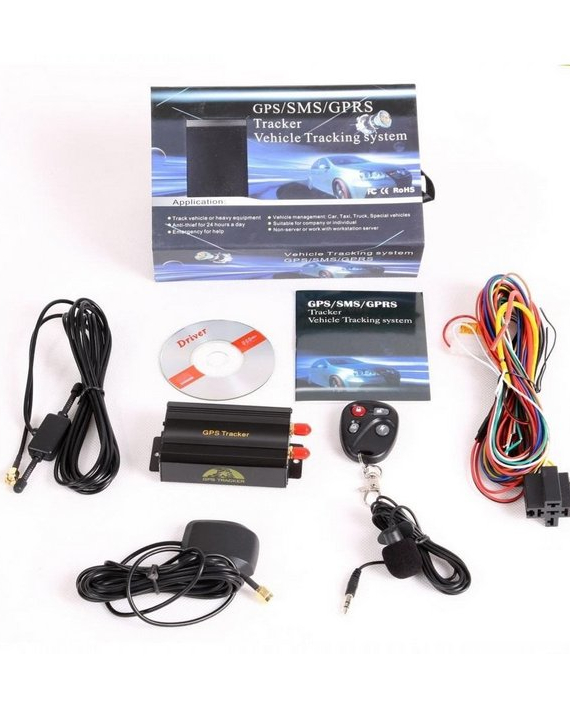 GPS/SMS/GPRS
Tracker
Vehicle Tracking system
FC CE RoHS
Application:
● Track vehicle or heavy equipment
● Anti-thief for 24 hours a day
● Emergency for help
● Vehicle management: Car, Taxi, Truck, Special vehicles
● Suitable for company or individual
● Non-server or work with workstation server
Vehicle Tracking system
GPS/SMS/GPRS
GPS/SMS/GPRS
Tracker
Vehicle Tracking system
Driver
GPS Tracker
GPS TRACKER